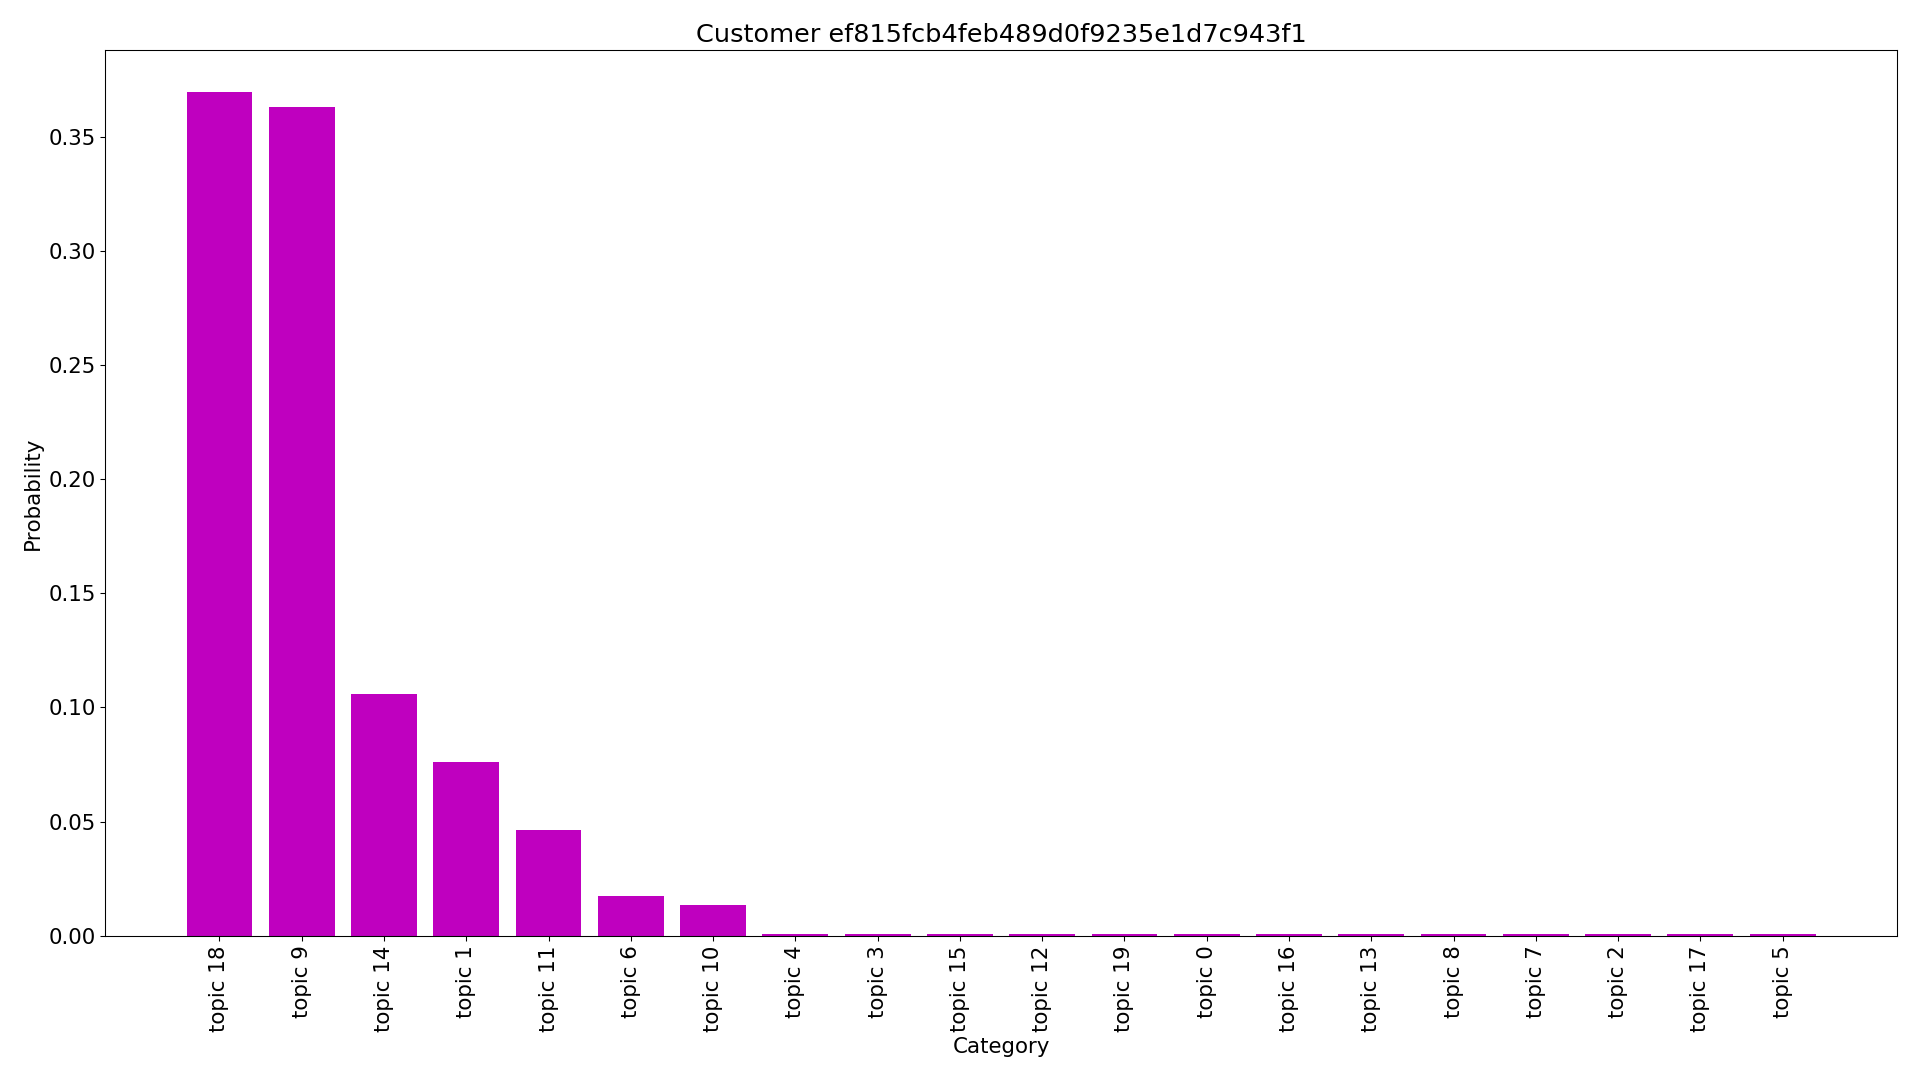 Customer ef815fcb4feb489d0f9235e1d7c943f1
Probability
0.35
0.30
0.25
0.20
0.15
0.10
0.05
0.00
topic 18
topic 9
topic 14
topic 1
topic 11
topic 6
topic 10
topic 4
topic 3
topic 15
topic 12
topic 19
topic 0
topic 16
topic 13
topic 8
topic 7
topic 2
topic 17
topic 5
Category